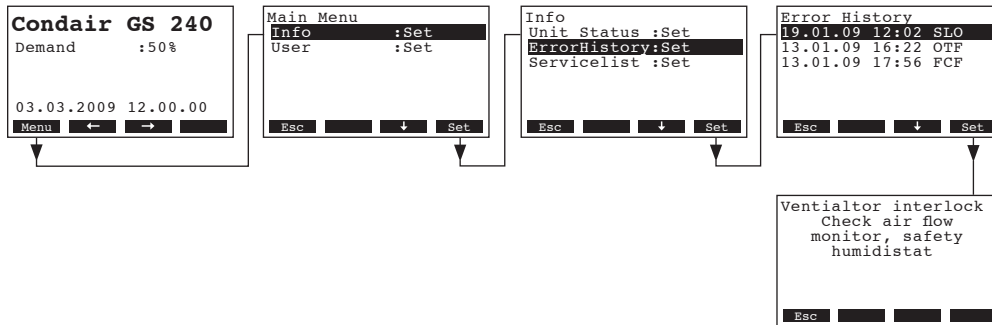 Condair GS 240
Demand :50%
03.03.2009 12.00.00
Menu ← →
Main Menu
Info :Set
User :Set
Esc ↓ Set
Info
Unit Status :Set
ErrorHistory:Set
Servicelist :Set
Esc ↓ Set
Error History
19.01.09 12:02 SLO
13.01.09 16:22 OTF
13.01.09 17:56 FCF
Esc ↓ Set
Ventialtor interlock
Check air flow
monitor, safety
humidistat
Esc